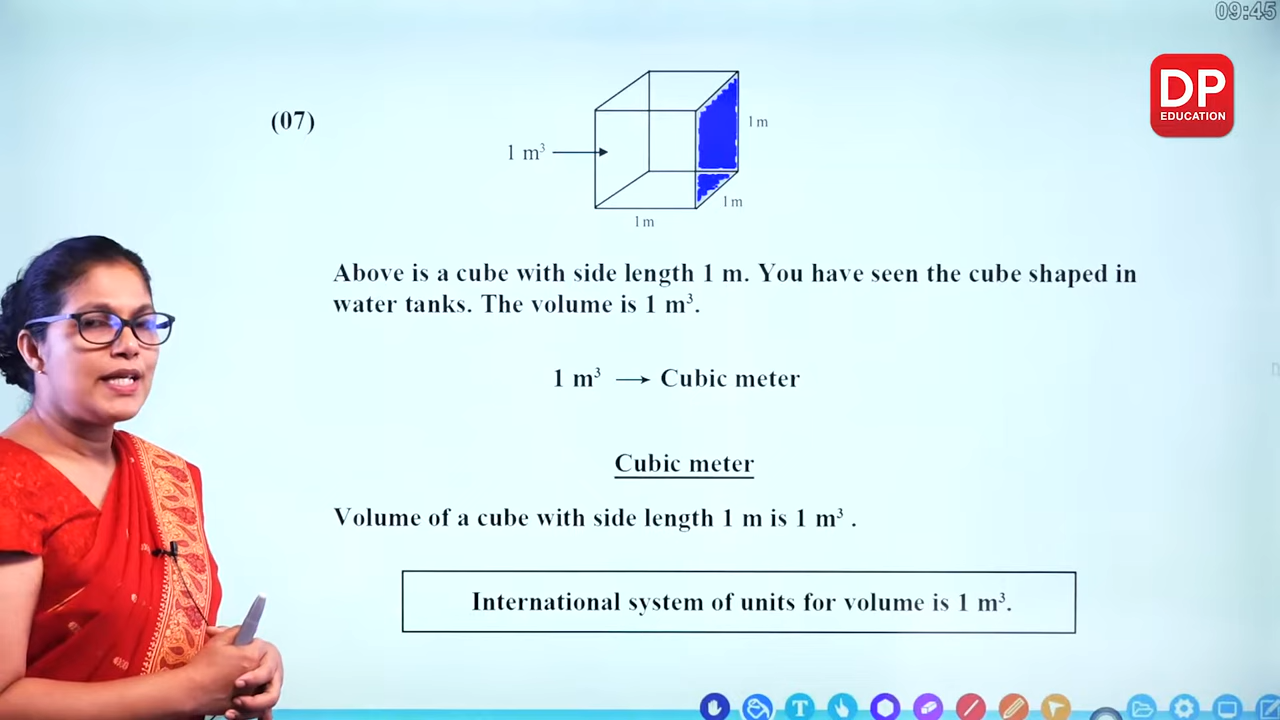 09:45
DP
EDUCATION
(07)
1 m
1 m³
1 m
1 m
Above is a cube with side length 1 m. You have seen the cube shaped in
water tanks. The volume is 1 m³.
1 m³ → Cubic meter
Cubic meter
Volume of a cube with side length 1 m is 1 m³ .
International system of units for volume is 1 m³.
T